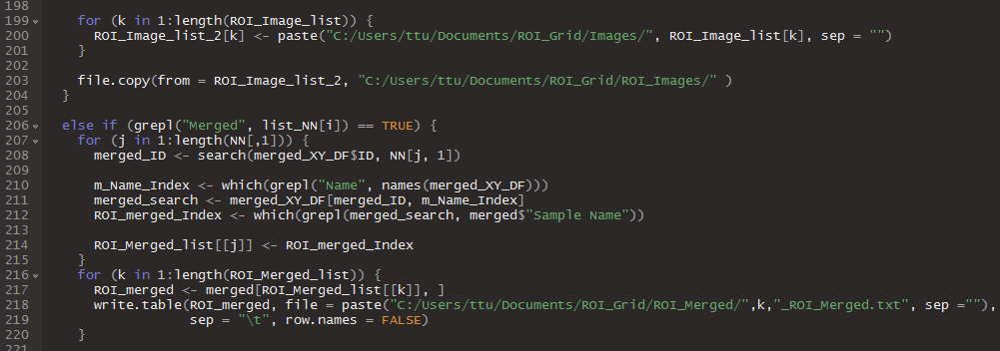 198
199 for (k in 1:length(ROI_Image_list)) {
200 ROI_Image_list_2[k] <- paste("C:/Users/ttu/Documents/ROI_Grid/Images/", ROI_Image_list[k], sep = "")
201 }
202
203 file.copy(from = ROI_Image_list_2, "C:/Users/ttu/Documents/ROI_Grid/ROI_Images/" )
204 }
205
206 else if (grepl("Merged", list_NN[i]) == TRUE) {
207 for (j in 1:length(NN[,1])) {
208 merged_ID <- search(merged_XY_DF$ID, NN[j, 1])
209
210 m_Name_Index <- which(grepl("Name", names(merged_XY_DF)))
211 merged_search <- merged_XY_DF[merged_ID, m_Name_Index]
212 ROI_merged_Index <- which(grepl(merged_search, merged$"Sample Name"))
213
214 ROI_Merged_list[[j]] <- ROI_merged_Index
215 }
216 for (k in 1:length(ROI_Merged_list)) {
217 ROI_merged <- merged[ROI_Merged_list[[k]], ]
218 write.table(ROI_merged, file = paste("C:/Users/ttu/Documents/ROI_Grid/ROI_Merged/",k,"_ROI_Merged.txt", sep =""),
219 sep = "\t", row.names = FALSE)
220 }
221